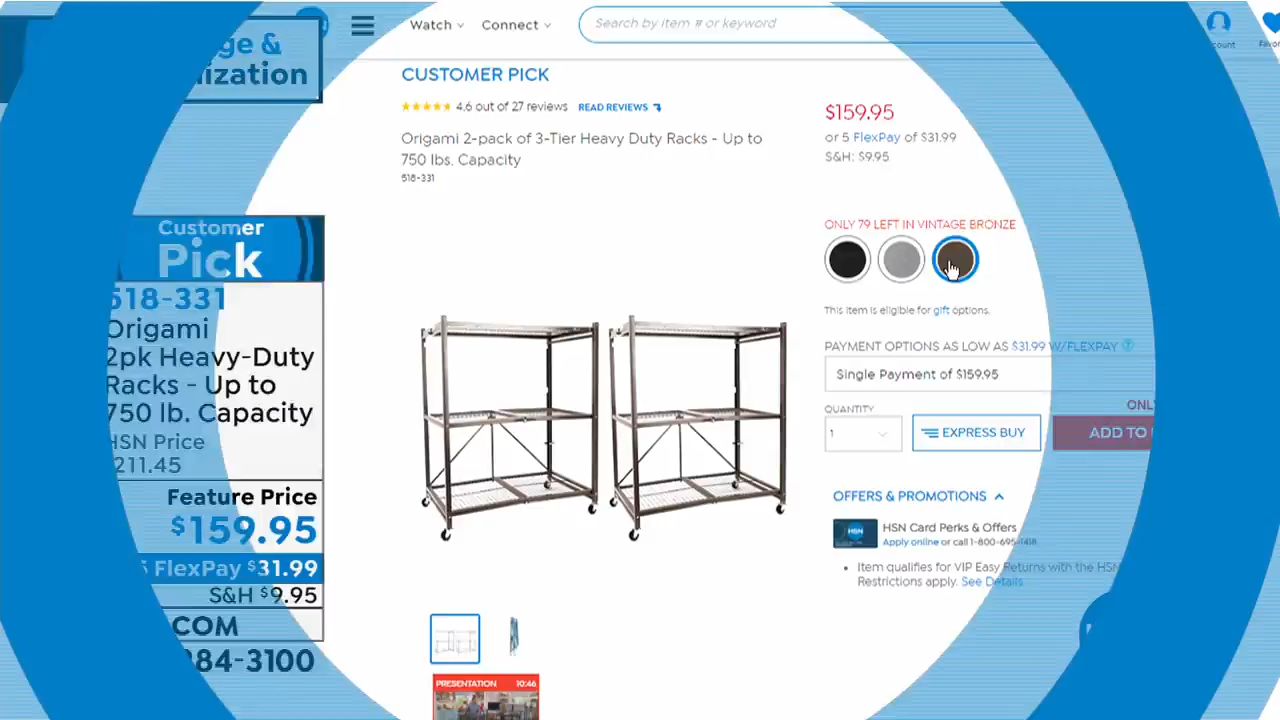 Watch
Connect
Search by item # or keyword
ge &
nization
CUSTOMER PICK
4.6 out of 27 reviews READ REVIEWS
Origami 2-pack of 3-Tier Heavy Duty Racks - Up to
750 lbs. Capacity
518-331
$159.95
or 5 FlexPay of $31.99
S&H: $9.95
ONLY 79 LEFT IN VINTAGE BRONZE
This item is eligible for gift options.
PAYMENT OPTIONS AS LOW AS $31.99 W/FLEXPAY
Single Payment of $159.95
QUANTITY
1
EXPRESS BUY
ONLY
ADD TO
OFFERS & PROMOTIONS
HSN
HSN Card Perks & Offers
Apply online or call 1-800-695-1418
• Item qualifies for VIP Easy Returns with the HSN
Restrictions apply. See Details
PRESENTATION 10:46
Customer
Pick
518-331
Origami
2pk Heavy-Duty
Racks - Up to
750 lb. Capacity
HSN Price
211.45
Feature Price
$159.95
5 FlexPay $31.99
S&H $9.95
.COM
284-3100